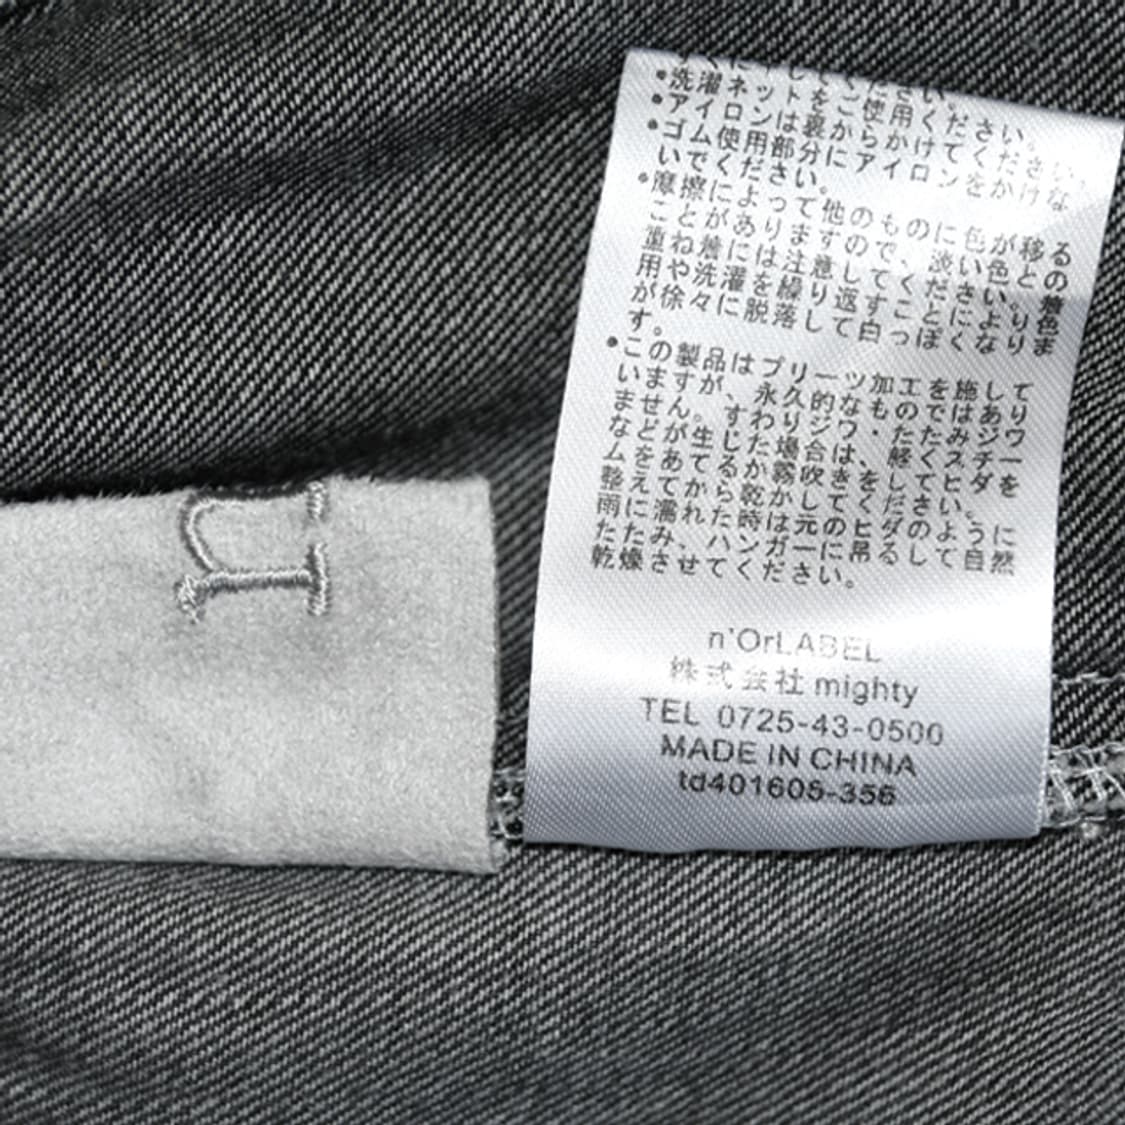 n
してください。
•洗濯ネットをご使用ください。
•アイロンは裏からかけてください。
•ゴム使用部分にアイロンをかけな
いでください。
•摩擦によって他のものに色が移る
ことがありますので、淡い色との
重ね着には注意してください。着
用や洗濯を繰り返すことにより色
が徐々に脱落して白っぽくなりま
す。
•この製品はプリーツ加工を施して
いますが、永久的なものではあり
ません。すわりジワ・たたみジワ
などが生じた場合は、軽くスチー
ムをあてるか霧吹きをしてヒダを
整えてから乾かしてください。
雨に濡れた時は元のヒダのように
たたみ、ハンガーに吊るして自然
乾燥させてください。
n'OrLABEL
株式会社 mighty
TEL 0725-43-0500
MADE IN CHINA
td401605-356